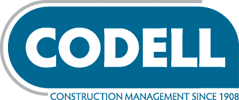 CODELL
CONSTRUCTION MANAGEMENT SINCE 1908